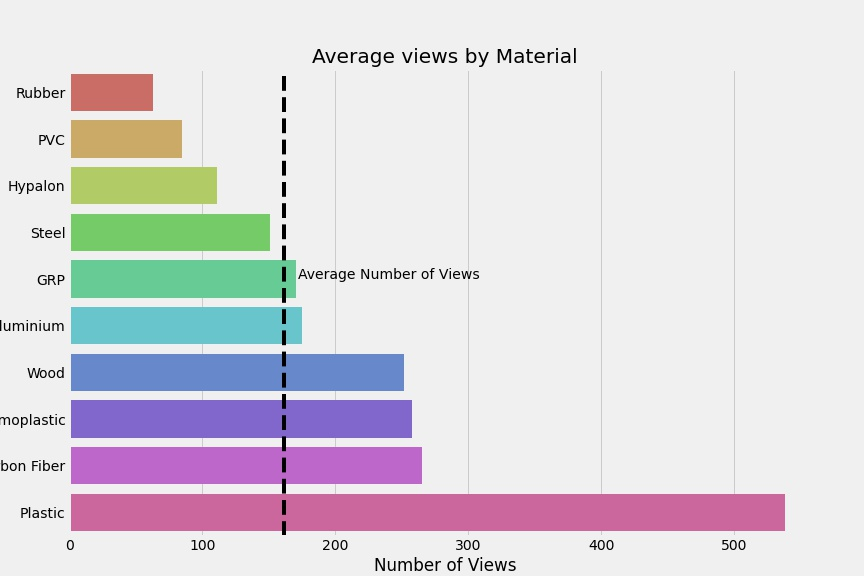 Average views by Material
Rubber
PVC
Hypalon
Steel
GRP
Average Number of Views
luminium
Wood
moplastic
bon Fiber
Plastic
0 100 200 300 400 500
Number of Views